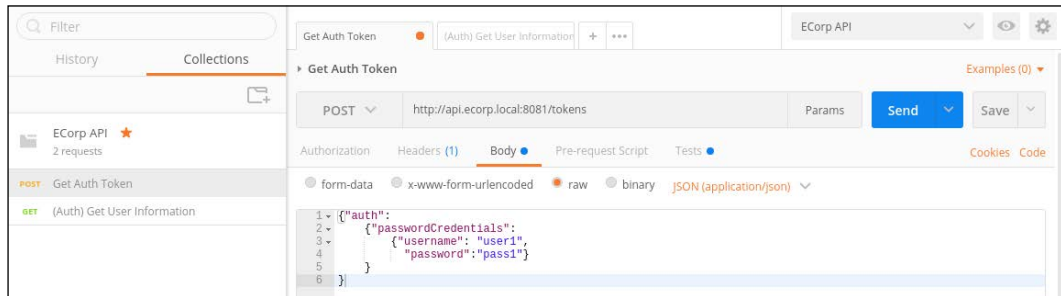 Filter
History Collections
ECorp API
2 requests
POST Get Auth Token
GET (Auth) Get User Information
Get Auth Token (Auth) Get User Information + •••
ECorp API
Get Auth Token Examples (0)
POST http://api.ecorp.local:8081/tokens Params Send Save
Authorization Headers (1) Body Pre-request Script Tests Cookies Code
form-data x-www-form-urlencoded raw binary JSON (application/json)
1 {"auth":
2 {"passwordCredentials":
3 {"username": "user1",
4 "password":"pass1"}
5 }
6 }